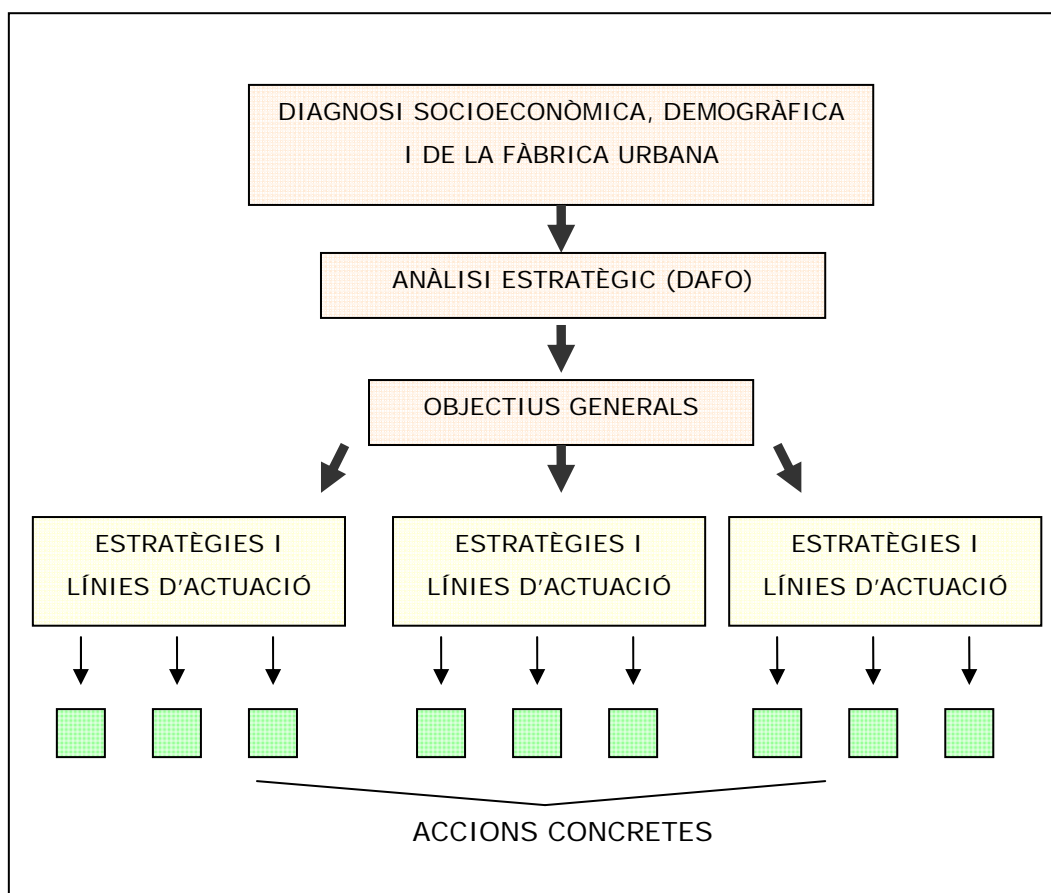 DIAGNOSI SOCIOECONÒMICA, DEMOGRÀFICA
I DE LA FÀBRICA URBANA
ANÀLISI ESTRATÈGIC (DAFO)
OBJECTIUS GENERALS
ESTRATÈGIES I
LÍNIES D'ACTUACIÓ
ESTRATÈGIES I
LÍNIES D'ACTUACIÓ
ESTRATÈGIES I
LÍNIES D'ACTUACIÓ
ACCIONS CONCRETES